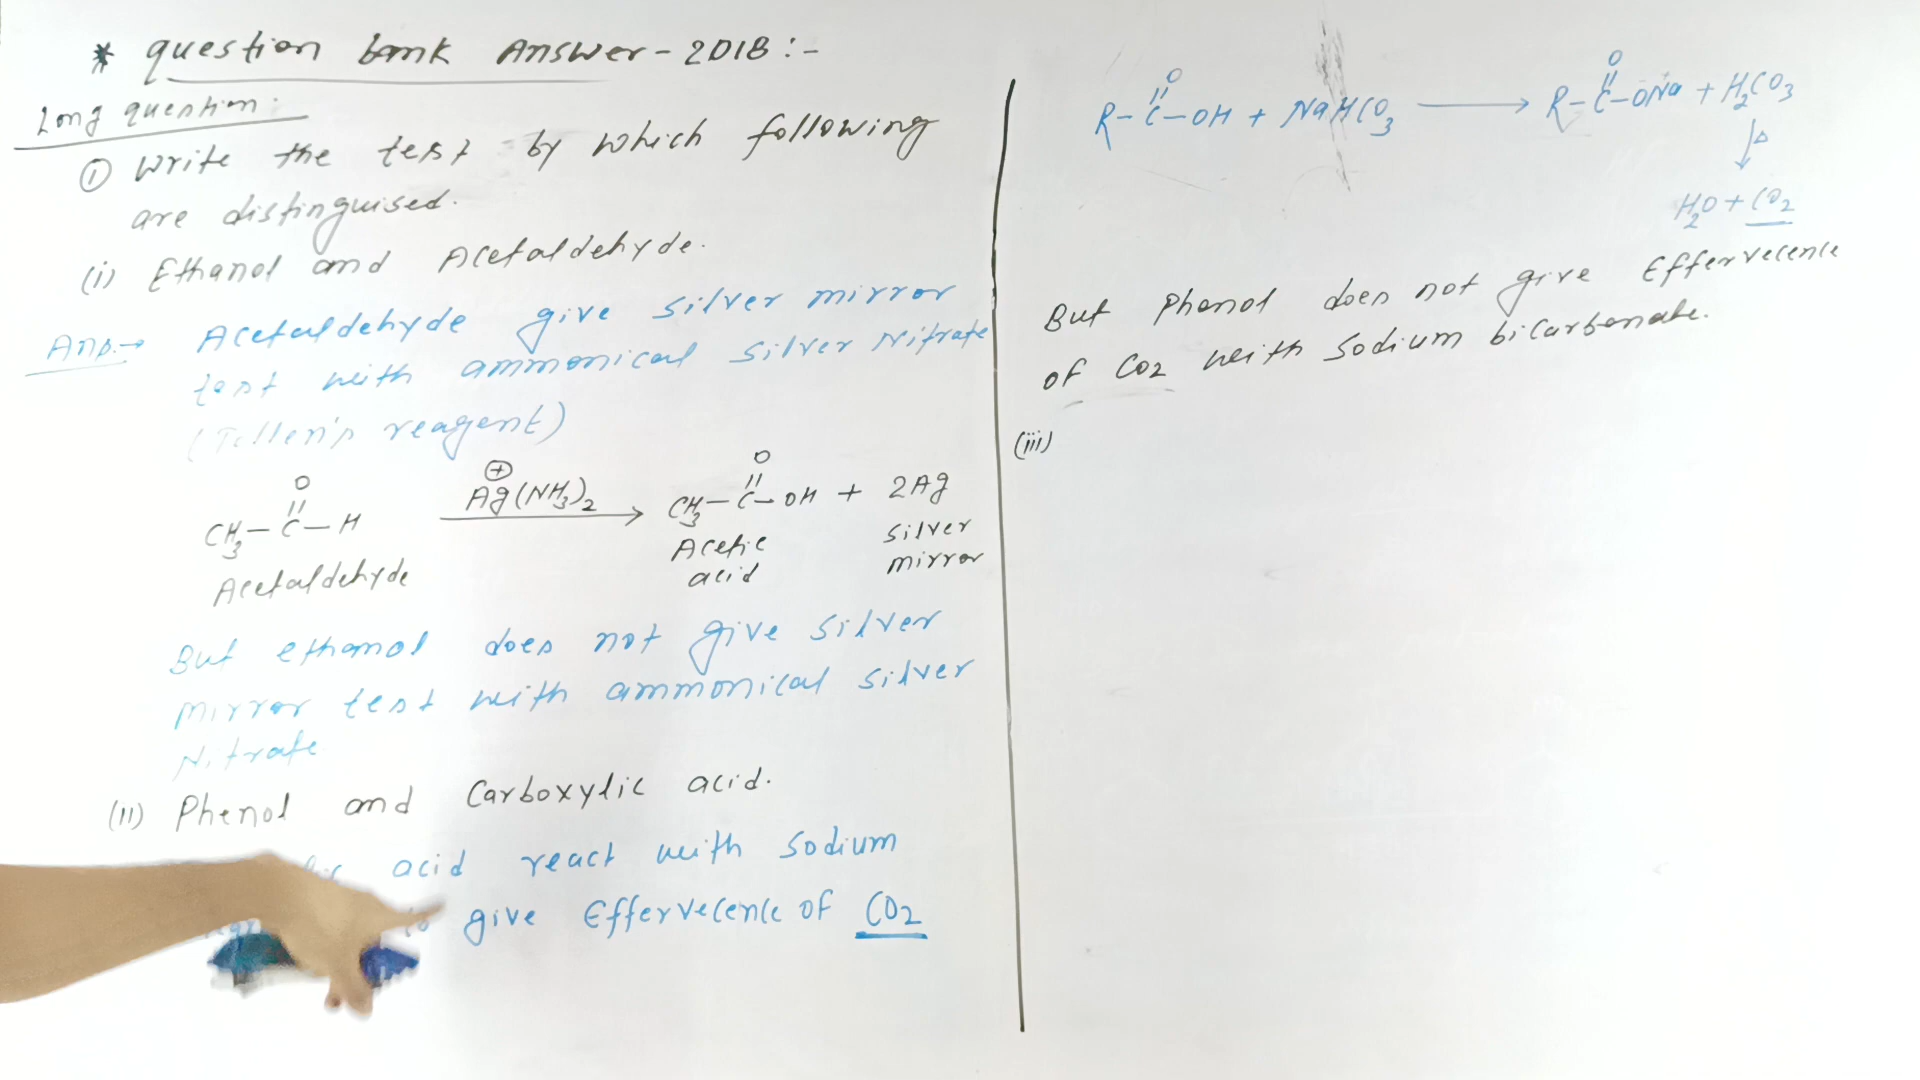 * question bank Answer - 2018 :-
Long question :
① Write the test by which following
are distinguised.
(i) Ethanol and Acetaldehyde.
Ans.→ Acetaldehyde give silver mirror
test with ammonical silver Nitrate
(Tollen's reagent)
O
CH3-C-H Ag(NH3)2 ⊕ → CH3-C-OH + 2Ag
Acetaldehyde Acetic acid silver mirror
But ethanol does not give silver
mirror test with ammonical silver
Nitrate
(ii) Phenol and Carboxylic acid.
acid react with sodium
to give Effervecence of CO2
R-C-OH + NaHCO3 → R-C-ONa + H2CO3
Δ
H2O + CO2
But Phenol does not give Effervecence
of CO2 with sodium bicarbonate.
(iii)